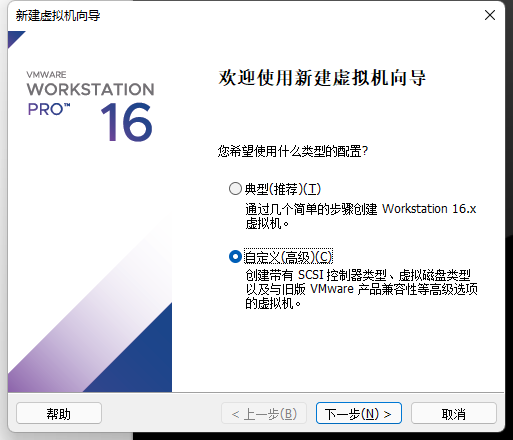 新建虚拟机向导
VMWARE
WORKSTATION
PRO™ 16
欢迎使用新建虚拟机向导
您希望使用什么类型的配置?
典型(推荐)(T)
通过几个简单的步骤创建 Workstation 16.x
虚拟机。
自定义(高级)(C)
创建带有 SCSI 控制器类型、虚拟磁盘类型
以及与旧版 VMware 产品兼容性等高级选项
的虚拟机。
帮助
< 上一步(B)
下一步(N) >
取消